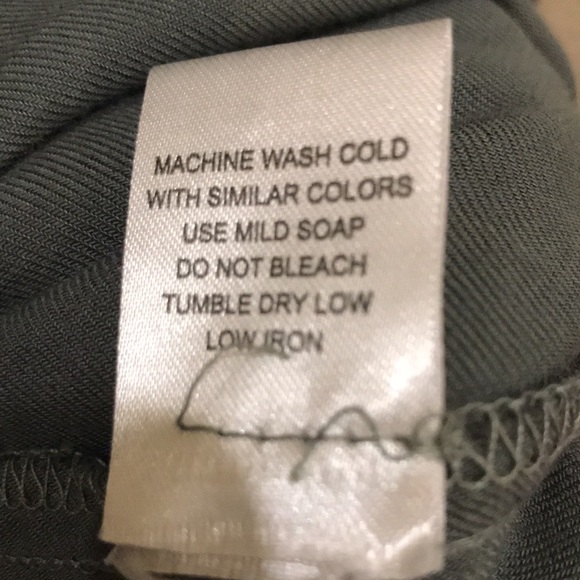 MACHINE WASH COLD
WITH SIMILAR COLORS
USE MILD SOAP
DO NOT BLEACH
TUMBLE DRY LOW
LOW IRON